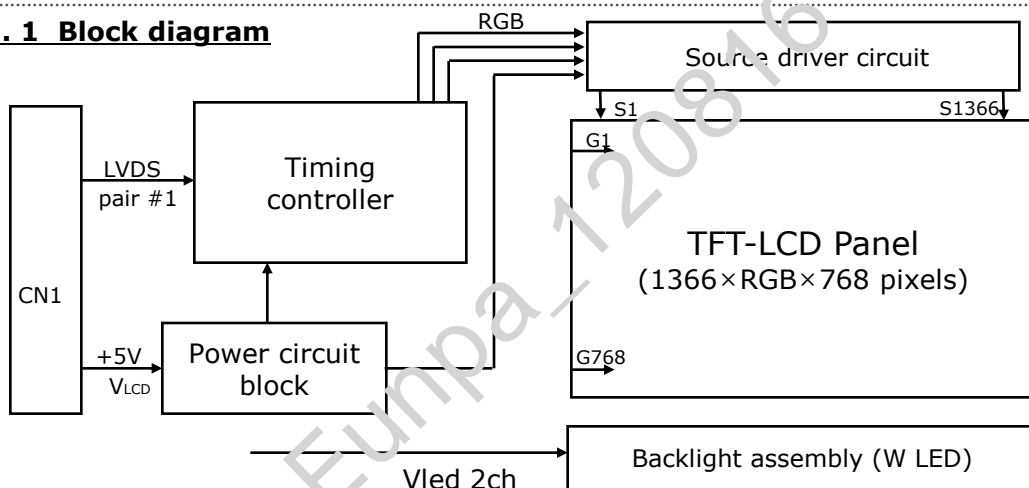 . 1 Block diagram
RGB
Source driver circuit
S1
S1366
G1
LVDS
pair #1
Timing
controller
TFT-LCD Panel
(1366×RGB×768 pixels)
CN1
+5V
VLCD
Power circuit
block
G768
Backlight assembly (W LED)
Vled 2ch
Eunpa_120816